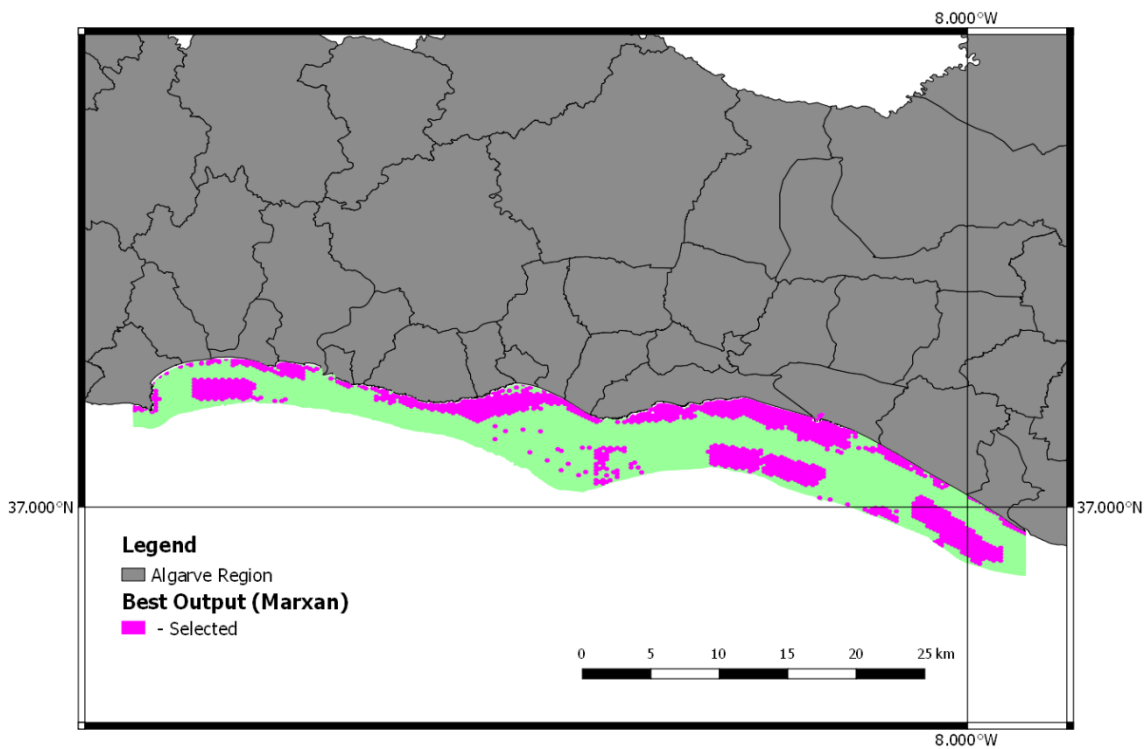 8.000°W
37.000°N
37.000°N
Legend
Algarve Region
Best Output (Marxan)
- Selected
0 5 10 15 20 25 km
8.000°W